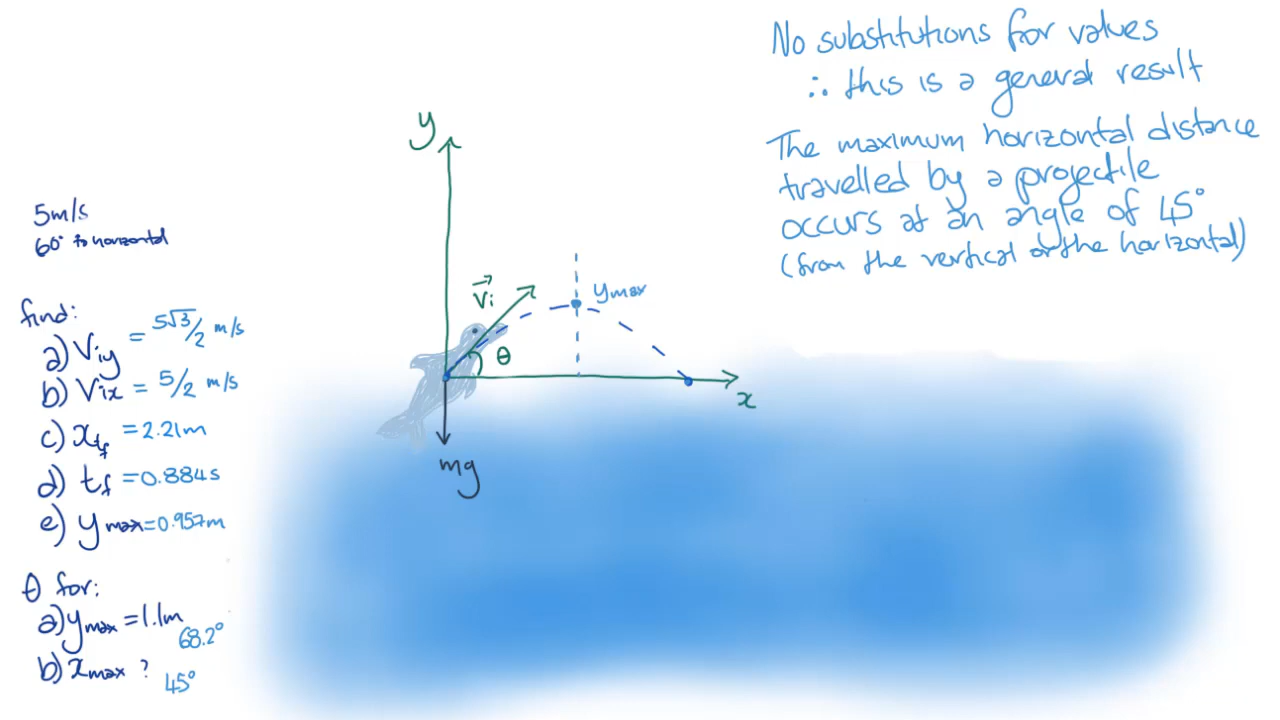 No substitutions for values
∴ this is a general result
The maximum horizontal distance
travelled by a projectile
occurs at an angle of 45°
(from the vertical or the horizontal)
5m/s
60° to horizontal
find:
a) Viy = 5√3/2 m/s
b) Vix = 5/2 m/s
c) xtf = 2.21m
d) tf = 0.884s
e) ymax = 0.957m
θ for:
a) ymax = 1.1m
68.2°
b) xmax ?
45°
y
Vi
ymax
θ
x
mg